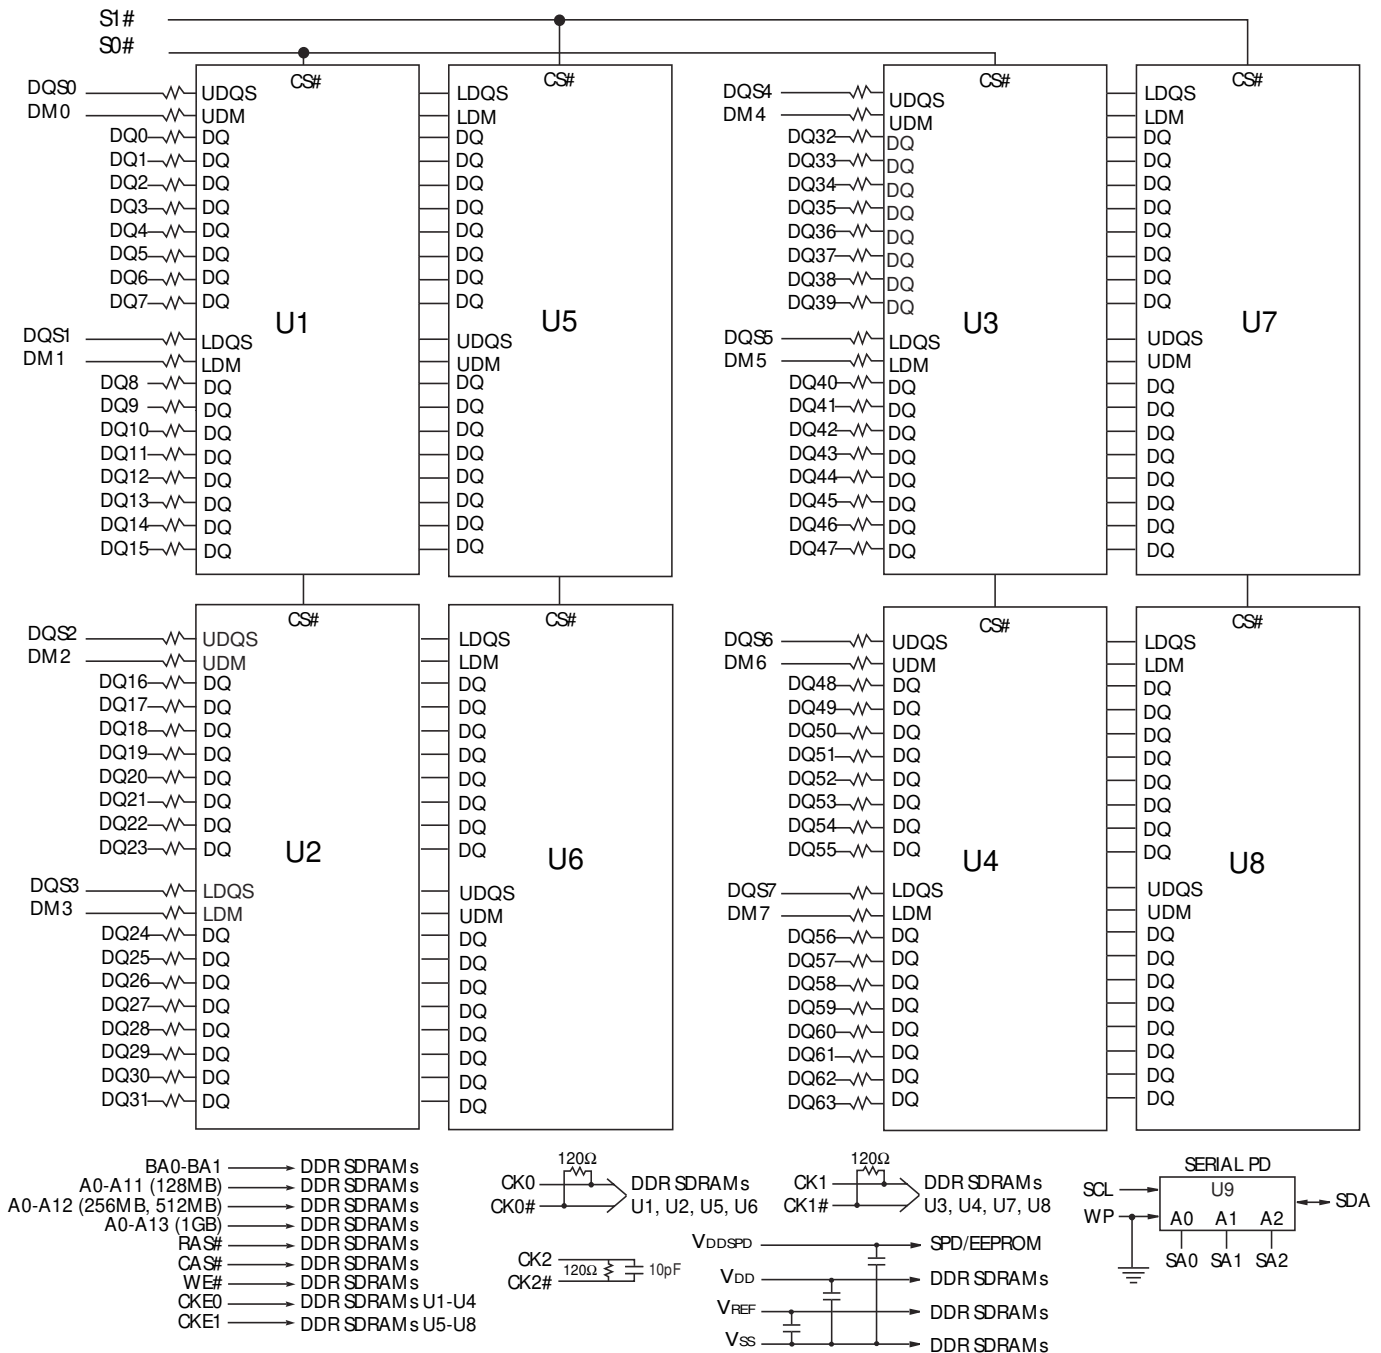 S1#
S0#
CS#
DQS0 UDQS LDQS
DM0 UDM LDM
DQ0 DQ DQ
DQ1 DQ DQ
DQ2 DQ DQ
DQ3 DQ DQ
DQ4 DQ DQ
DQ5 DQ DQ
DQ6 DQ DQ
DQ7 DQ DQ
U1 U5
DQS1 LDQS UDQS
DM1 LDM UDM
DQ8 DQ DQ
DQ9 DQ DQ
DQ10 DQ DQ
DQ11 DQ DQ
DQ12 DQ DQ
DQ13 DQ DQ
DQ14 DQ DQ
DQ15 DQ DQ
CS#
CS# CS#
DQS4 UDQS LDQS
DM4 UDM LDM
DQ32 DQ DQ
DQ33 DQ DQ
DQ34 DQ DQ
DQ35 DQ DQ
DQ36 DQ DQ
DQ37 DQ DQ
DQ38 DQ DQ
DQ39 DQ DQ
U3 U7
DQS5 LDQS UDQS
DM5 LDM UDM
DQ40 DQ DQ
DQ41 DQ DQ
DQ42 DQ DQ
DQ43 DQ DQ
DQ44 DQ DQ
DQ45 DQ DQ
DQ46 DQ DQ
DQ47 DQ DQ
CS# CS#
DQS2 UDQS LDQS
DM2 UDM LDM
DQ16 DQ DQ
DQ17 DQ DQ
DQ18 DQ DQ
DQ19 DQ DQ
DQ20 DQ DQ
DQ21 DQ DQ
DQ22 DQ DQ
DQ23 DQ DQ
U2 U6
DQS3 LDQS UDQS
DM3 LDM UDM
DQ24 DQ DQ
DQ25 DQ DQ
DQ26 DQ DQ
DQ27 DQ DQ
DQ28 DQ DQ
DQ29 DQ DQ
DQ30 DQ DQ
DQ31 DQ DQ
CS# CS#
DQS6 UDQS LDQS
DM6 UDM LDM
DQ48 DQ DQ
DQ49 DQ DQ
DQ50 DQ DQ
DQ51 DQ DQ
DQ52 DQ DQ
DQ53 DQ DQ
DQ54 DQ DQ
DQ55 DQ DQ
U4 U8
DQS7 LDQS UDQS
DM7 LDM UDM
DQ56 DQ DQ
DQ57 DQ DQ
DQ58 DQ DQ
DQ59 DQ DQ
DQ60 DQ DQ
DQ61 DQ DQ
DQ62 DQ DQ
DQ63 DQ DQ
BA0-BA1 DDR SDRAMs
A0-A11 (128MB) DDR SDRAMs
A0-A12 (256MB, 512MB) DDR SDRAMs
A0-A13 (1GB) DDR SDRAMs
RAS# DDR SDRAMs
CAS# DDR SDRAMs
WE# DDR SDRAMs
CKE0 DDR SDRAMs U1-U4
CKE1 DDR SDRAMs U5-U8
120Ω
CK0 DDR SDRAMs
CK0# U1, U2, U5, U6
CK2
120Ω 10pF
CK2#
120Ω
CK1 DDR SDRAMs
CK1# U3, U4, U7, U8
VDDSPD SPD/EEPROM
VDD DDR SDRAMs
VREF DDR SDRAMs
VSS DDR SDRAMs
SERIAL PD
SCL U9 SDA
WP A0 A1 A2
SA0 SA1 SA2